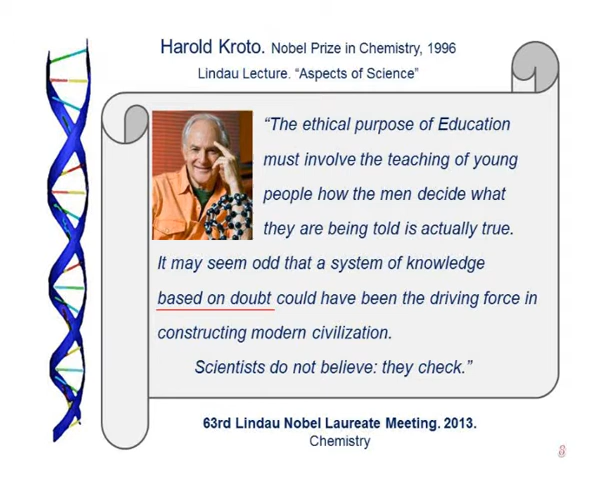 Harold Kroto. Nobel Prize in Chemistry, 1996
Lindau Lecture. “Aspects of Science”
“The ethical purpose of Education
must involve the teaching of young
people how the men decide what
they are being told is actually true.
It may seem odd that a system of knowledge
based on doubt could have been the driving force in
constructing modern civilization.
Scientists do not believe: they check.”
63rd Lindau Nobel Laureate Meeting. 2013.
Chemistry